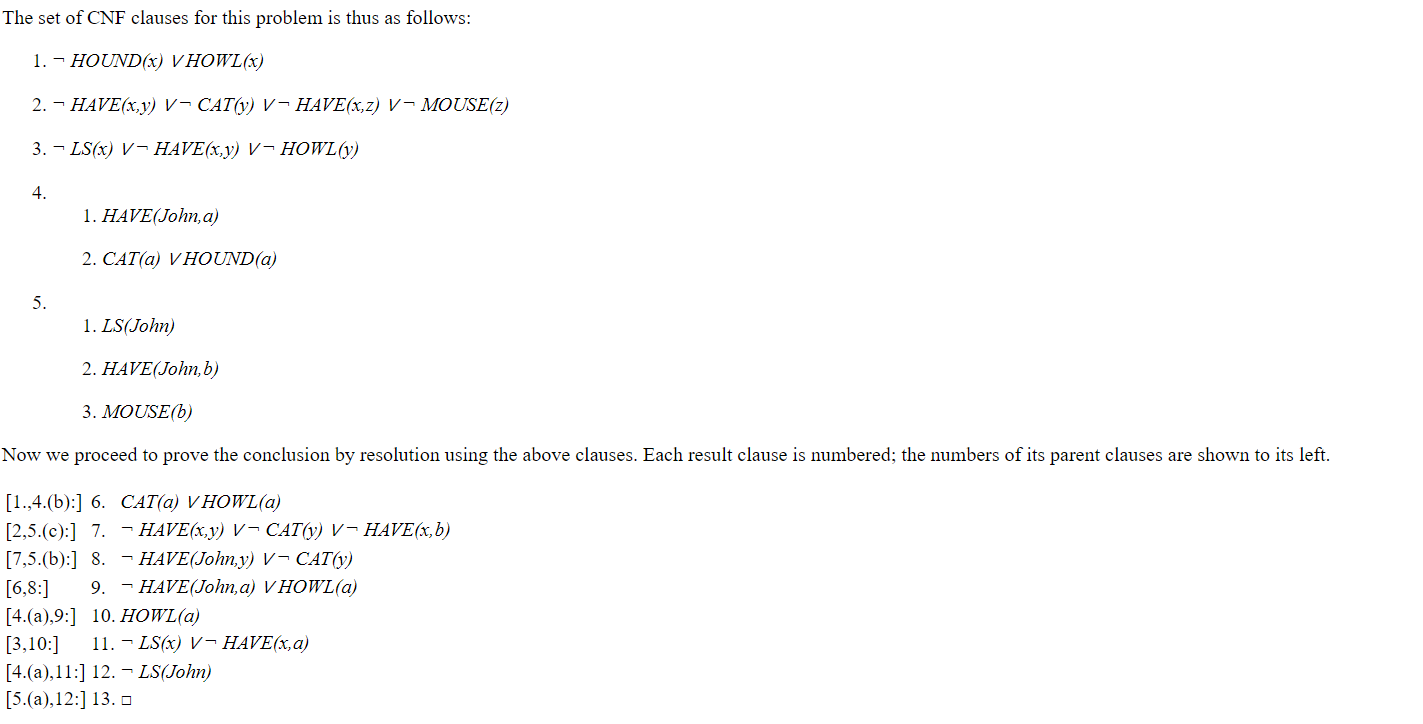 The set of CNF clauses for this problem is thus as follows:
1. ¬ HOUND(x) ∨ HOWL(x)
2. ¬ HAVE(x,y) ∨ ¬ CAT(y) ∨ ¬ HAVE(x,z) ∨ ¬ MOUSE(z)
3. ¬ LS(x) ∨ ¬ HAVE(x,y) ∨ ¬ HOWL(y)
4.
1. HAVE(John,a)
2. CAT(a) ∨ HOUND(a)
5.
1. LS(John)
2. HAVE(John,b)
3. MOUSE(b)
Now we proceed to prove the conclusion by resolution using the above clauses. Each result clause is numbered; the numbers of its parent clauses are shown to its left.
[1.,4.(b):] 6. CAT(a) ∨ HOWL(a)
[2,5.(c):] 7. ¬ HAVE(x,y) ∨ ¬ CAT(y) ∨ ¬ HAVE(x,b)
[7,5.(b):] 8. ¬ HAVE(John,y) ∨ ¬ CAT(y)
[6,8:] 9. ¬ HAVE(John,a) ∨ HOWL(a)
[4.(a),9:] 10. HOWL(a)
[3,10:] 11. ¬ LS(x) ∨ ¬ HAVE(x,a)
[4.(a),11:] 12. ¬ LS(John)
[5.(a),12:] 13. □